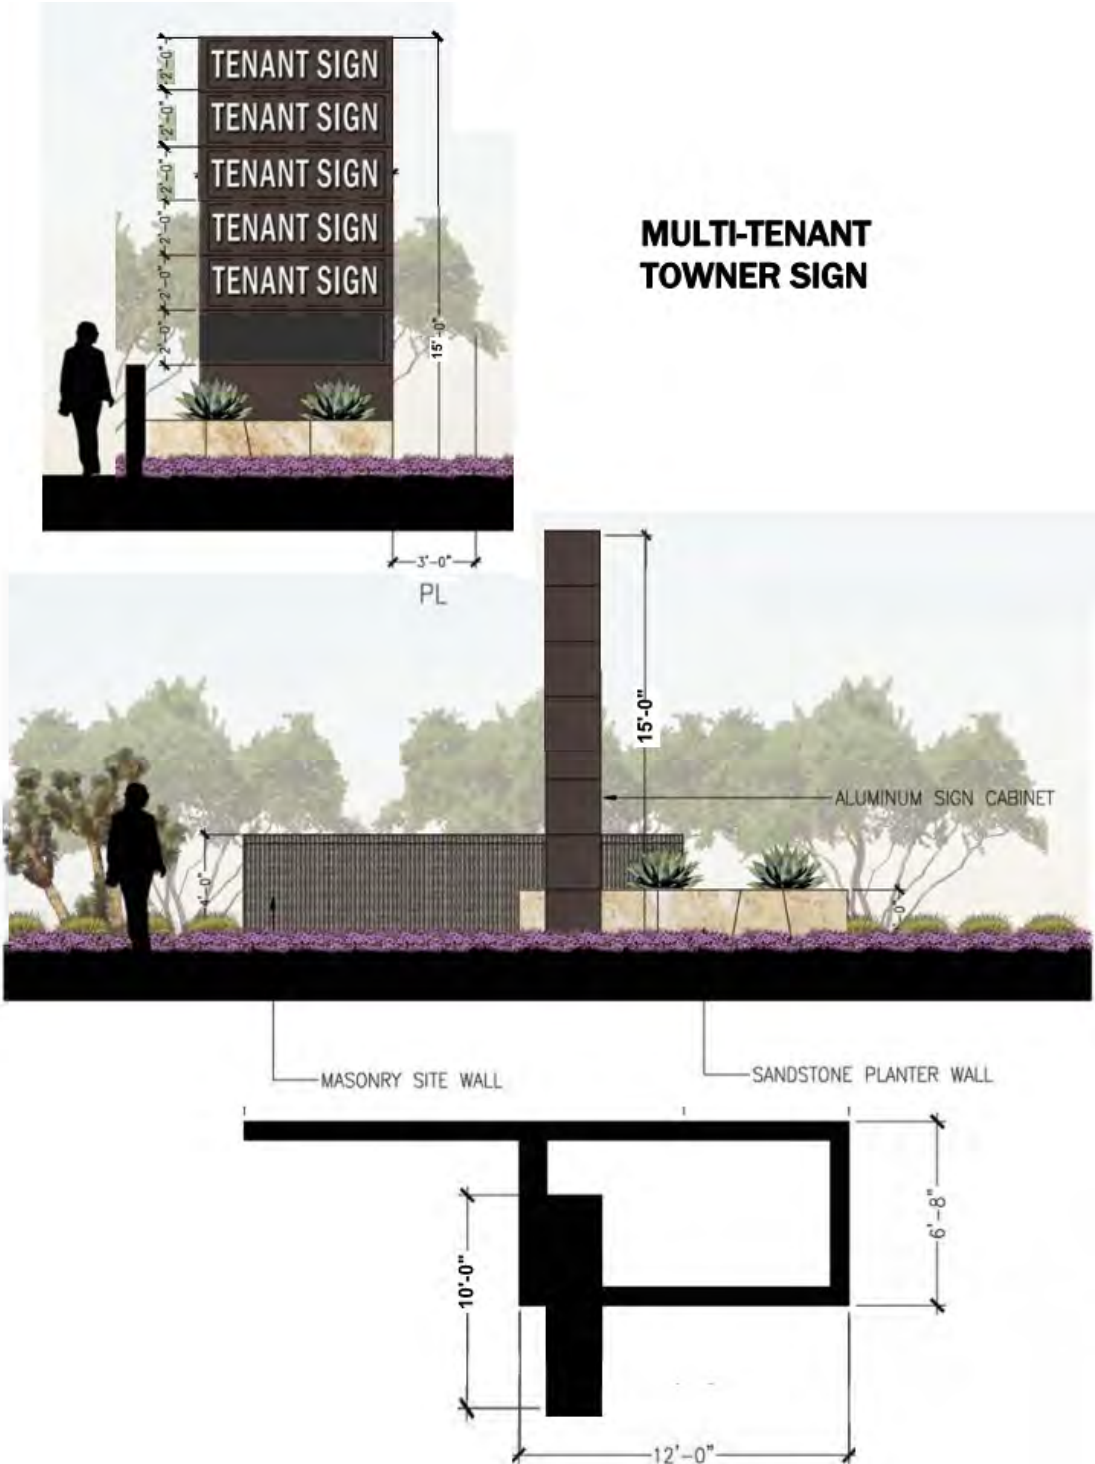 2'-0"
TENANT SIGN
2'-0"
TENANT SIGN
2'-0"
TENANT SIGN
2'-0"
TENANT SIGN
2'-0"
TENANT SIGN
2'-0"
15'-0"
MULTI-TENANT
TOWNER SIGN
3'-0"
PL
15'-0"
ALUMINUM SIGN CABINET
4'-0"
-0"
MASONRY SITE WALL
SANDSTONE PLANTER WALL
6'-8"
10'-0"
12'-0"